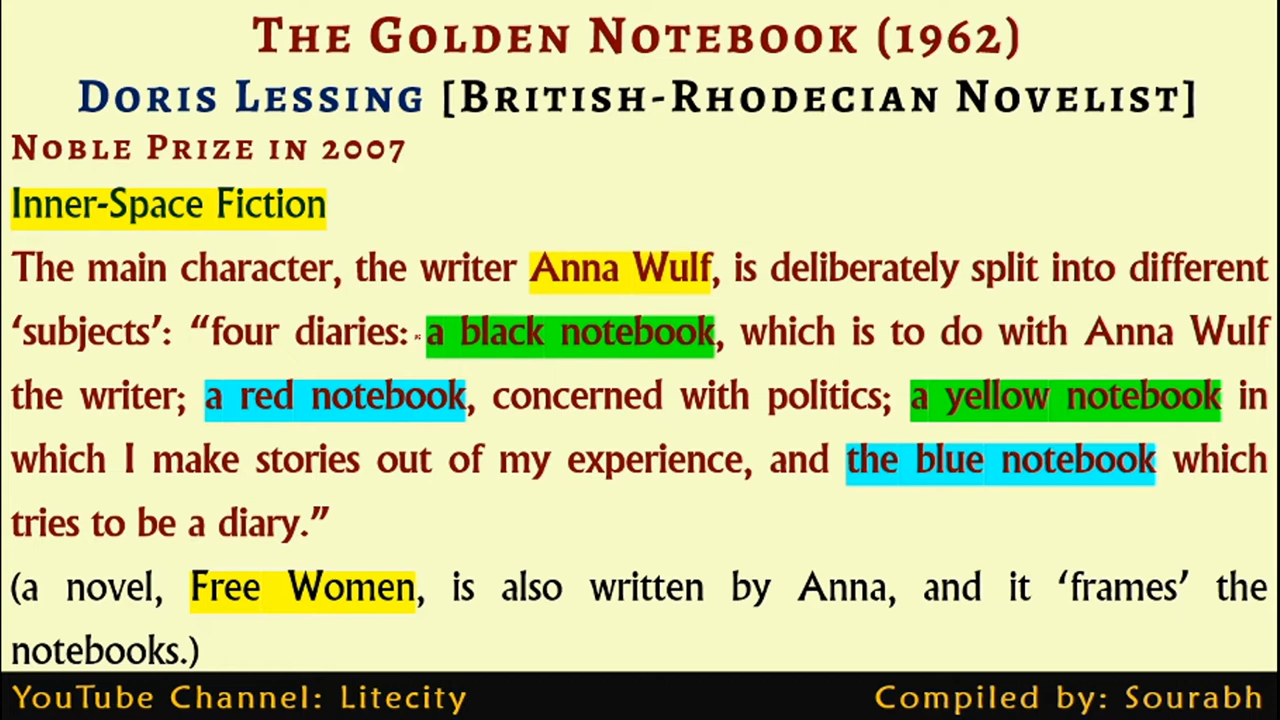 THE GOLDEN NOTEBOOK (1962)
DORIS LESSING [BRITISH-RHODECIAN NOVELIST]
NOBLE PRIZE IN 2007
Inner-Space Fiction
The main character, the writer Anna Wulf, is deliberately split into different
‘subjects’: “four diaries: a black notebook, which is to do with Anna Wulf
the writer; a red notebook, concerned with politics; a yellow notebook in
which I make stories out of my experience, and the blue notebook which
tries to be a diary.”
(a novel, Free Women, is also written by Anna, and it ‘frames’ the
notebooks.)
YouTube Channel: Litecity Compiled by: Sourabh